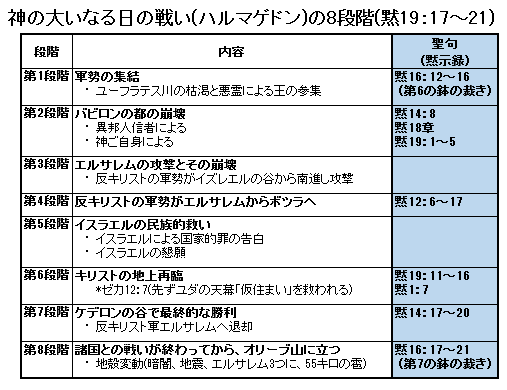 神の大いなる日の戦い(ハルマゲドン)の8段階(黙19:17~21)
段階 内容 聖句
(黙示録)
第1段階 軍勢の集結 黙16:12~16
・ ユーフラテス川の枯渇と悪霊による王の参集 (第6の鉢の裁き)
第2段階 バビロンの都の崩壊 黙14:8
・ 異邦人信者による 黙18章
・ 神ご自身による 黙19:1~5
第3段階 エルサレムの攻撃とその崩壊
・ 反キリストの軍勢がイズレエルの谷から南進し攻撃
第4段階 反キリストの軍勢がエルサレムからボツラへ 黙12:6~17
第5段階 イスラエルの民族的救い
・ イスラエルによる国家的罪の告白
・ イスラエルの懇願
第6段階 キリストの地上再臨 黙19:11~16
*ゼカ12:7(先ずユダの天幕「仮住まい」を救われる) 黙1:7
第7段階 ケデロンの谷で最終的な勝利 黙14:17~20
・ 反キリスト軍エルサレムへ退却
第8段階 諸国との戦いが終わってから、オリーブ山に立つ 黙16:17~21
・ 地殻変動(暗闇、地震、エルサレム3つに、55キロの雹) (第7の鉢の裁き)